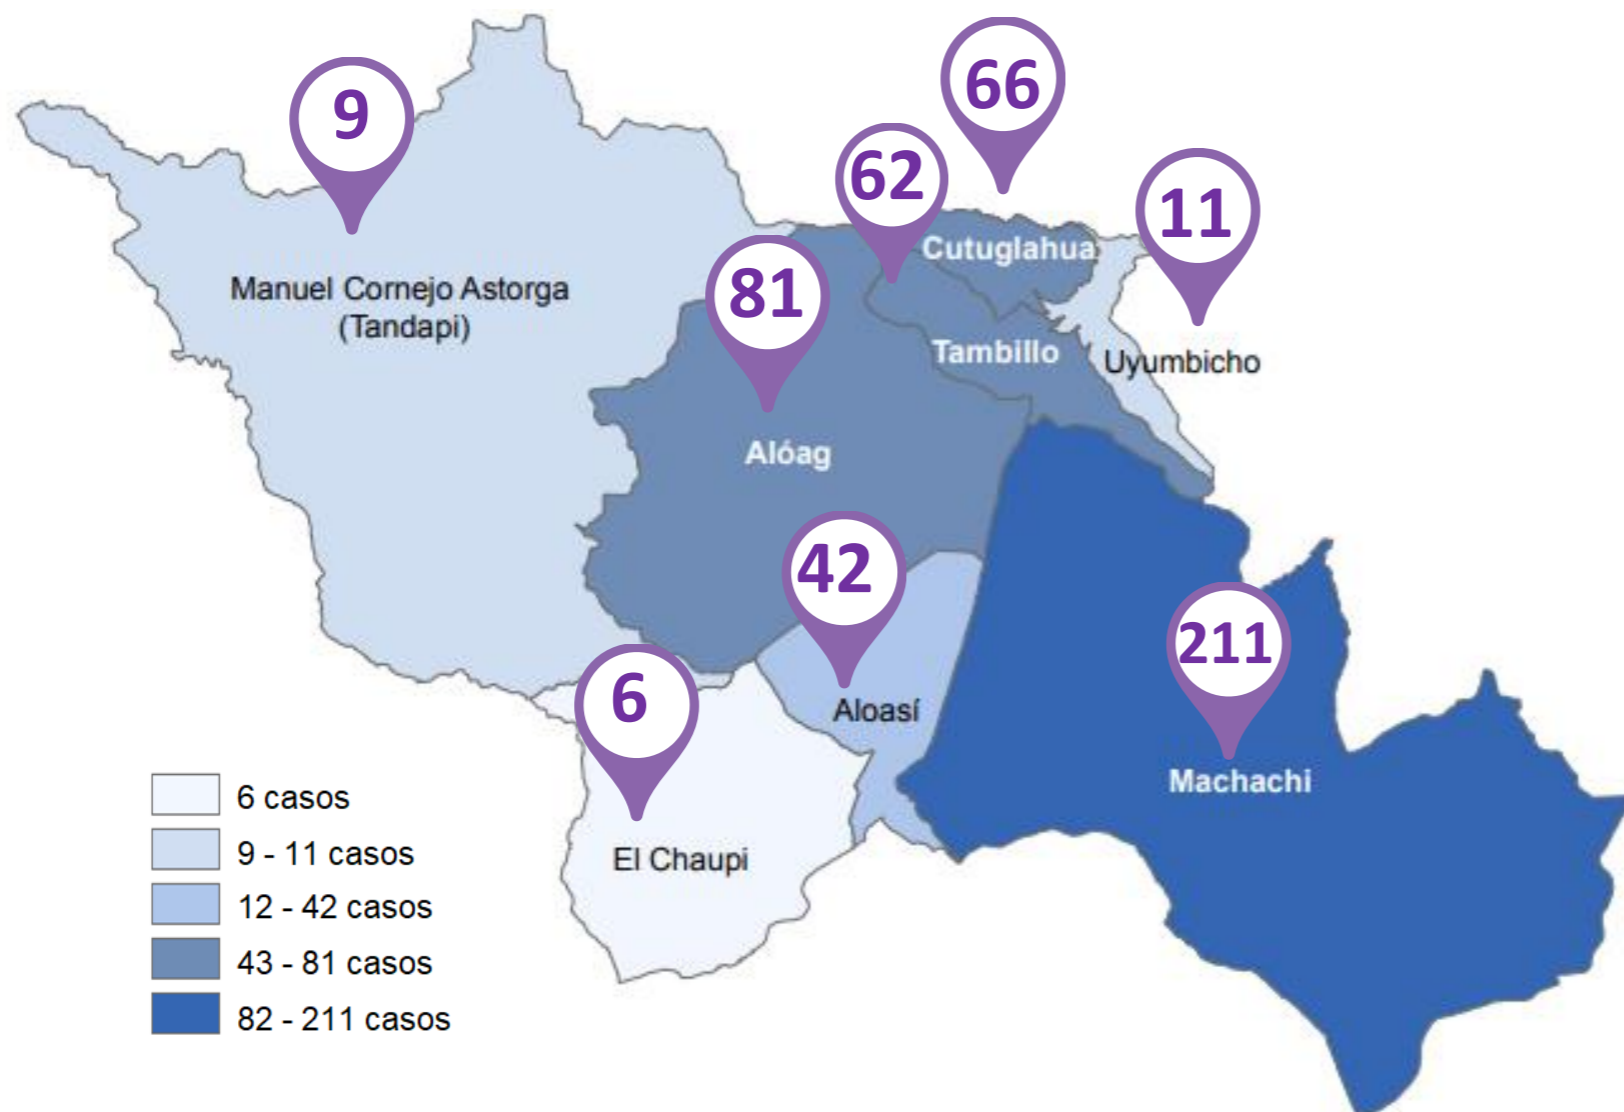 9
66
62
11
Cutuglahua
Manuel Cornejo Astorga
(Tandapi)
81
Tambillo
Uyumbicho
Alóag
42
211
6
Aloasí
Machachi
El Chaupi
6 casos
9 - 11 casos
12 - 42 casos
43 - 81 casos
82 - 211 casos